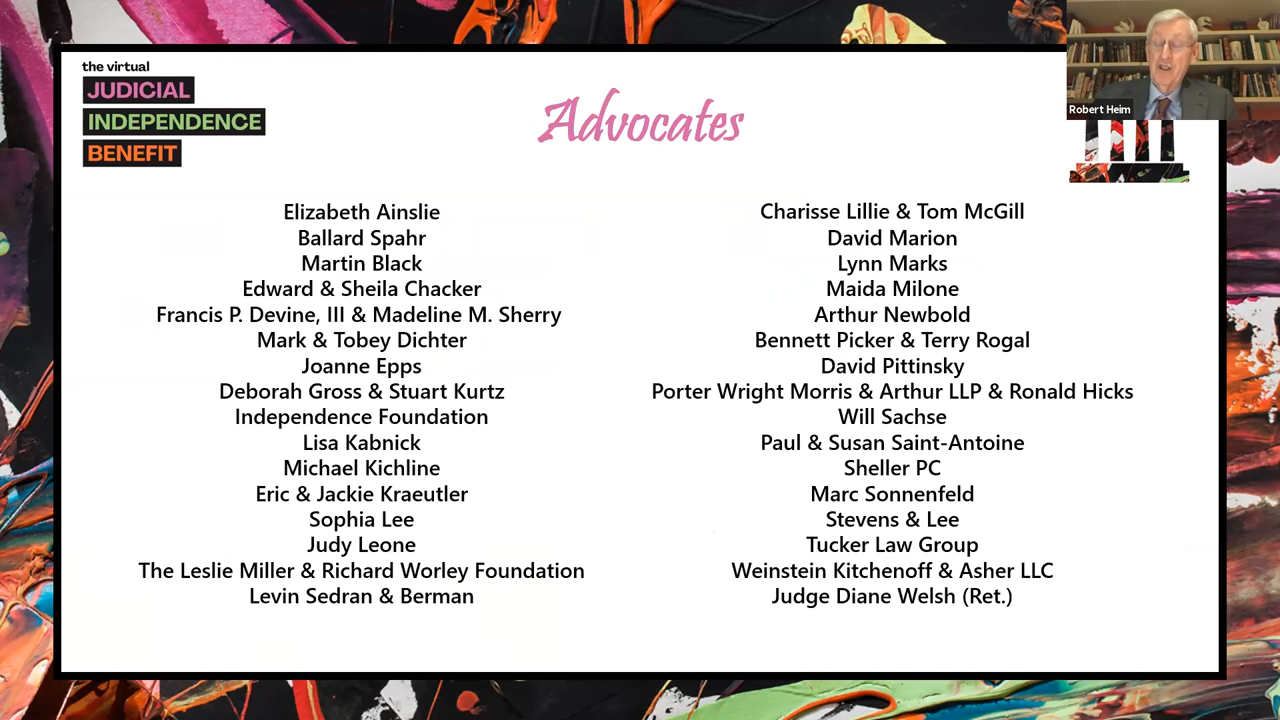 the virtual
JUDICIAL
INDEPENDENCE
BENEFIT
Advocates
Robert Heim
Elizabeth Ainslie
Ballard Spahr
Martin Black
Edward & Sheila Chacker
Francis P. Devine, III & Madeline M. Sherry
Mark & Tobey Dichter
Joanne Epps
Deborah Gross & Stuart Kurtz
Independence Foundation
Lisa Kabnick
Michael Kichline
Eric & Jackie Kraeutler
Sophia Lee
Judy Leone
The Leslie Miller & Richard Worley Foundation
Levin Sedran & Berman
Charisse Lillie & Tom McGill
David Marion
Lynn Marks
Maida Milone
Arthur Newbold
Bennett Picker & Terry Rogal
David Pittinsky
Porter Wright Morris & Arthur LLP & Ronald Hicks
Will Sachse
Paul & Susan Saint-Antoine
Sheller PC
Marc Sonnenfeld
Stevens & Lee
Tucker Law Group
Weinstein Kitchenoff & Asher LLC
Judge Diane Welsh (Ret.)